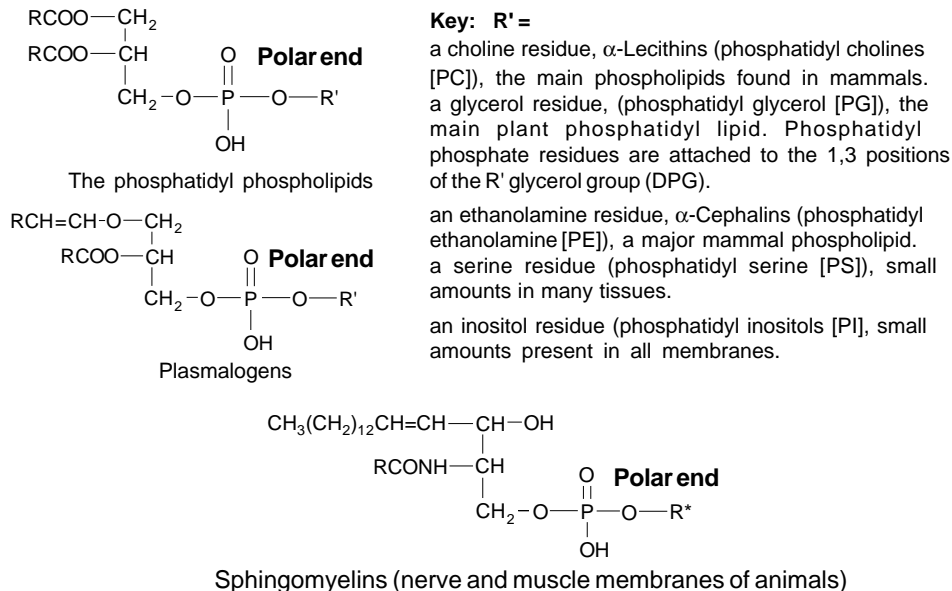 RCOO—CH2
RCOO—CH
CH2—O—P—O—R'
O
OH
Polar end
The phosphatidyl phospholipids
RCH=CH-O—CH2
RCOO—CH
CH2—O—P—O—R'
O
OH
Polar end
Plasmalogens
Key: R' =
a choline residue, α-Lecithins (phosphatidyl cholines
[PC]), the main phospholipids found in mammals.
a glycerol residue, (phosphatidyl glycerol [PG]), the
main plant phosphatidyl lipid. Phosphatidyl
phosphate residues are attached to the 1,3 positions
of the R' glycerol group (DPG).
an ethanolamine residue, α-Cephalins (phosphatidyl
ethanolamine [PE]), a major mammal phospholipid.
a serine residue (phosphatidyl serine [PS]), small
amounts in many tissues.
an inositol residue (phosphatidyl inositols [PI], small
amounts present in all membranes.
CH3(CH2)12CH=CH—CH—OH
RCONH—CH
CH2—O—P—O—R*
O
OH
Polar end
Sphingomyelins (nerve and muscle membranes of animals)